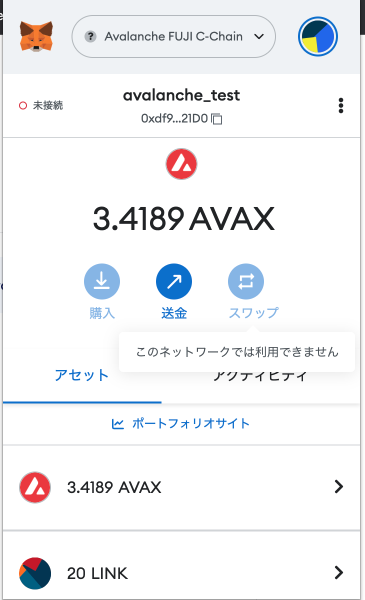 ? Avalanche FUJI C-Chain
未接続
avalanche_test
0xdf9...21D0
3.4189 AVAX
購入 送金 スワップ
このネットワークでは利用できません
アセット アクティビティ
ポートフォリオサイト
3.4189 AVAX
20 LINK